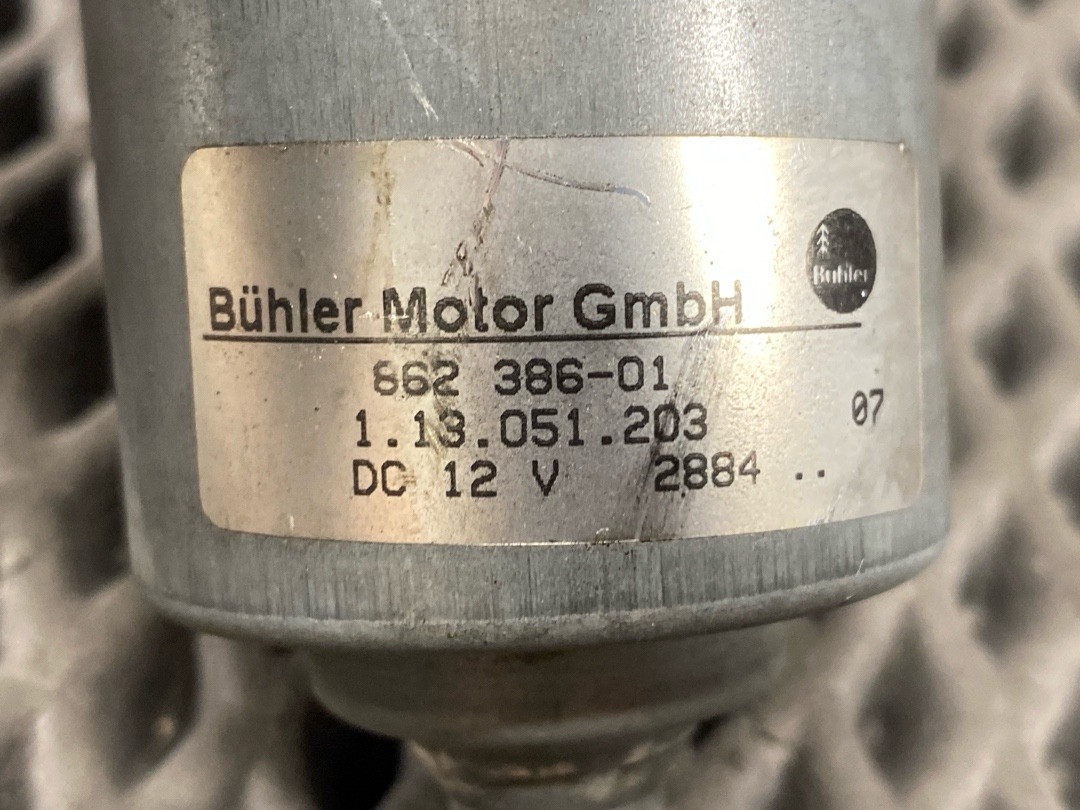 Bühler
Bühler Motor GmbH
862 386-01
1.13.051.203
07
DC 12 V 2884 ..